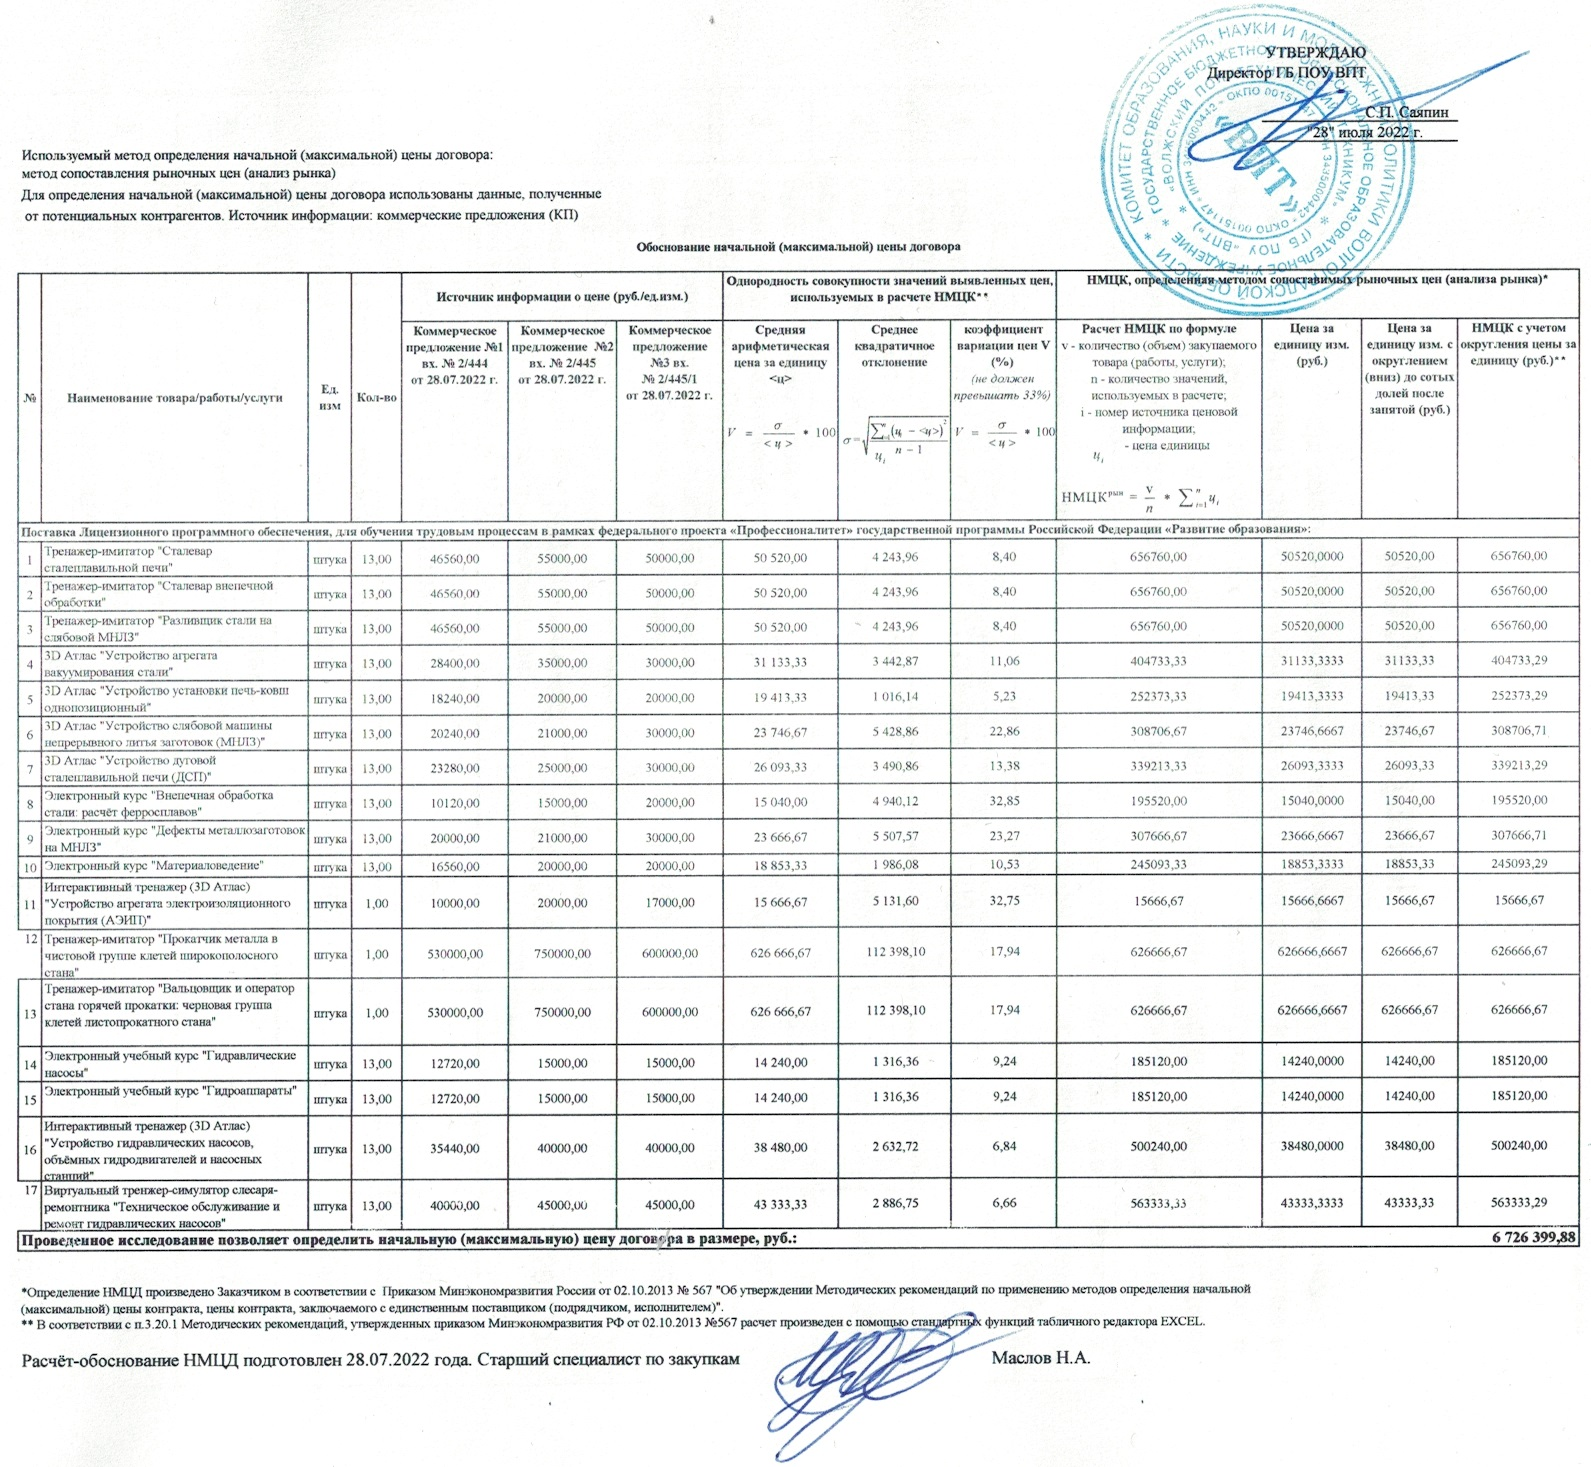 УТВЕРЖДАЮ
Директор ГБ ПОУ ВПТ
С.П. Саяпин
"28" июля 2022 г.
КОМИТЕТ ОБРАЗОВАНИЯ, НАУКИ И МОЛОДЕЖНОЙ ПОЛИТИКИ ВОЛГОГРАДСКОЙ ОБЛАСТИ
ГОСУДАРСТВЕННОЕ БЮДЖЕТНОЕ ПРОФЕССИОНАЛЬНОЕ ОБРАЗОВАТЕЛЬНОЕ УЧРЕЖДЕНИЕ
«ВОЛЖСКИЙ ПОЛИТЕХНИЧЕСКИЙ ТЕХНИКУМ»
(ГБ ПОУ «ВПТ»)
«ВПТ»
Используемый метод определения начальной (максимальной) цены договора:
метод сопоставления рыночных цен (анализ рынка)
Для определения начальной (максимальной) цены договора использованы данные, полученные
от потенциальных контрагентов. Источник информации: коммерческие предложения (КП)
Обоснование начальной (максимальной) цены договора
№ Наименование товара/работы/услуги Ед. изм Кол-во
Источник информации о цене (руб./ед.изм.)
Коммерческое предложение №1 вх. № 2/444 от 28.07.2022 г.
Коммерческое предложение №2 вх. № 2/445 от 28.07.2022 г.
Коммерческое предложение №3 вх. № 2/445/1 от 28.07.2022 г.
Однородность совокупности значений выявленных цен, используемых в расчете НМЦК**
Средняя арифметическая цена за единицу <ц>
V = σ / <ц> * 100
Среднее квадратичное отклонение
коэффициент вариации цен V (%)
(не должен превышать 33%)
V = σ / <ц> * 100
НМЦК, определенная методом сопоставимых рыночных цен (анализа рынка)*
Расчет НМЦК по формуле
v - количество (объем) закупаемого товара (работы, услуги);
n - количество значений, используемых в расчете;
i - номер источника ценовой информации;
ц i - цена единицы
НМЦК рын = v / n * ∑ n i=1 ц i
Цена за единицу изм. (руб.)
Цена за единицу изм. с округлением (вниз) до сотых долей после запятой (руб.)
НМЦК с учетом округления цены за единицу (руб.)**
Поставка Лицензионного программного обеспечения, для обучения трудовым процессам в рамках федерального проекта «Профессионалитет» государственной программы Российской Федерации «Развитие образования»:
1 Тренажер-имитатор "Сталевар сталеплавильной печи" штука 13,00 46560,00 55000,00 50000,00 50 520,00 4 243,96 8,40 656760,00 50520,0000 50520,00 656760,00
2 Тренажер-имитатор "Сталевар внепечной обработки" штука 13,00 46560,00 55000,00 50000,00 50 520,00 4 243,96 8,40 656760,00 50520,0000 50520,00 656760,00
3 Тренажер-имитатор "Разливщик стали на слябовой МНЛЗ" штука 13,00 46560,00 55000,00 50000,00 50 520,00 4 243,96 8,40 656760,00 50520,0000 50520,00 656760,00
4 3D Атлас "Устройство агрегата вакуумирования стали" штука 13,00 28400,00 35000,00 30000,00 31 133,33 3 442,87 11,06 404733,33 31133,3333 31133,33 404733,29
5 3D Атлас "Устройство установки печь-ковш однопозиционный" штука 13,00 18240,00 20000,00 20000,00 19 413,33 1 016,14 5,23 252373,33 19413,3333 19413,33 252373,29
6 3D Атлас "Устройство слябовой машины непрерывного литья заготовок (МНЛЗ)" штука 13,00 20240,00 21000,00 30000,00 23 746,67 5 428,86 22,86 308706,67 23746,6667 23746,67 308706,71
7 3D Атлас "Устройство дуговой сталеплавильной печи (ДСП)" штука 13,00 23280,00 25000,00 30000,00 26 093,33 3 490,86 13,38 339213,33 26093,3333 26093,33 339213,29
8 Электронный курс "Внепечная обработка стали: расчёт ферросплавов" штука 13,00 10120,00 15000,00 20000,00 15 040,00 4 940,12 32,85 195520,00 15040,0000 15040,00 195520,00
9 Электронный курс "Дефекты металлозаготовок на МНЛЗ" штука 13,00 20000,00 21000,00 30000,00 23 666,67 5 507,57 23,27 307666,67 23666,6667 23666,67 307666,71
10 Электронный курс "Материаловедение" штука 13,00 16560,00 20000,00 20000,00 18 853,33 1 986,08 10,53 245093,33 18853,3333 18853,33 245093,29
11 Интерактивный тренажер (3D Атлас) "Устройство агрегата электроизоляционного покрытия (АЭИП)" штука 1,00 10000,00 20000,00 17000,00 15 666,67 5 131,60 32,75 15666,67 15666,6667 15666,67 15666,67
12 Тренажер-имитатор "Прокатчик металла в чистовой группе клетей широкополосного стана" штука 1,00 530000,00 750000,00 600000,00 626 666,67 112 398,10 17,94 626666,67 626666,6667 626666,67 626666,67
13 Тренажер-имитатор "Вальцовщик и оператор стана горячей прокатки: черновая группа клетей листопрокатного стана" штука 1,00 530000,00 750000,00 600000,00 626 666,67 112 398,10 17,94 626666,67 626666,6667 626666,67 626666,67
14 Электронный учебный курс "Гидравлические насосы" штука 13,00 12720,00 15000,00 15000,00 14 240,00 1 316,36 9,24 185120,00 14240,0000 14240,00 185120,00
15 Электронный учебный курс "Гидроаппараты" штука 13,00 12720,00 15000,00 15000,00 14 240,00 1 316,36 9,24 185120,00 14240,0000 14240,00 185120,00
16 Интерактивный тренажер (3D Атлас) "Устройство гидравлических насосов, объёмных гидродвигателей и насосных станций" штука 13,00 35440,00 40000,00 40000,00 38 480,00 2 632,72 6,84 500240,00 38480,0000 38480,00 500240,00
17 Виртуальный тренжер-симулятор слесаря-ремонтника "Техническое обслуживание и ремонт гидравлических насосов" штука 13,00 40000,00 45000,00 45000,00 43 333,33 2 886,75 6,66 563333,33 43333,3333 43333,33 563333,29
Проведенное исследование позволяет определить начальную (максимальную) цену договора в размере, руб.: 6 726 399,88
*Определение НМЦД произведено Заказчиком в соответствии с Приказом Минэкономразвития России от 02.10.2013 № 567 "Об утверждении Методических рекомендаций по применению методов определения начальной
(максимальной) цены контракта, цены контракта, заключаемого с единственным поставщиком (подрядчиком, исполнителем)".
** В соответствии с п.3.20.1 Методических рекомендаций, утвержденных приказом Минэкономразвития РФ от 02.10.2013 №567 расчет произведен с помощью стандартных функций табличного редактора EXCEL.
Расчёт-обоснование НМЦД подготовлен 28.07.2022 года. Старший специалист по закупкам Маслов Н.А.